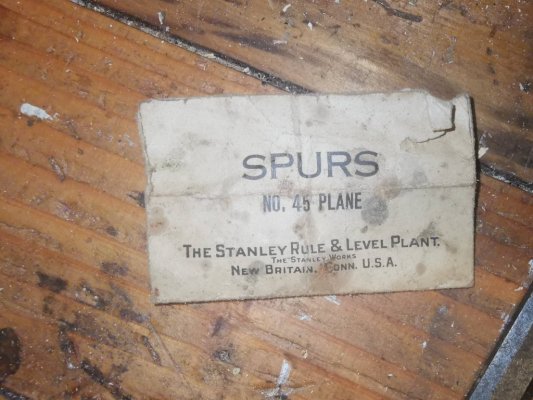 SPURS
NO. 45 PLANE
THE STANLEY RULE & LEVEL PLANT.
THE STANLEY WORKS
NEW BRITAIN, CONN. U.S.A.